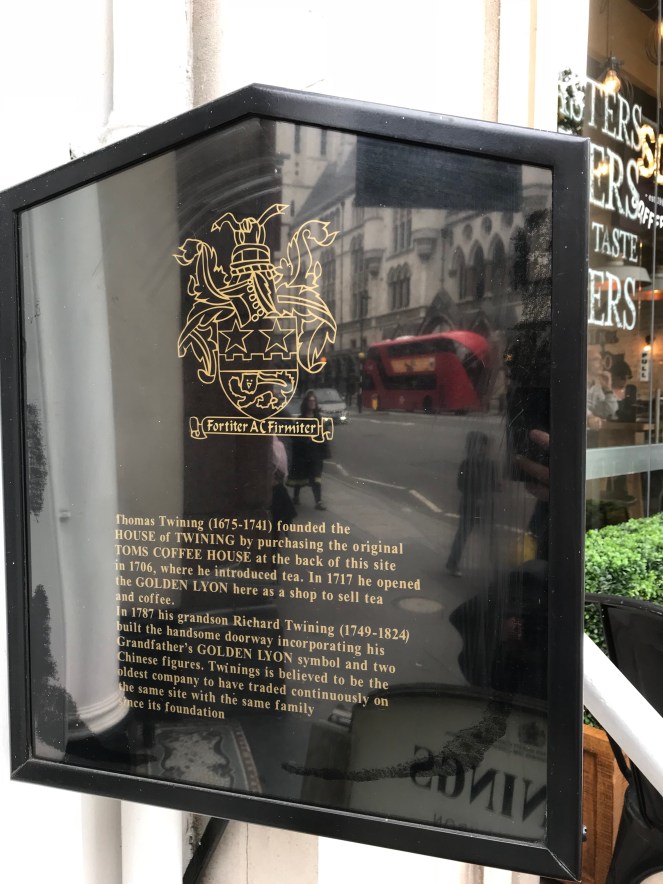 Fortiter Ac Firmiter
Thomas Twining (1675-1741) founded the
HOUSE of TWINING by purchasing the original
TOMS COFFEE HOUSE at the back of this site
in 1706, where he introduced tea. In 1717 he opened
the GOLDEN LYON here as a shop to sell tea
and coffee.
In 1787 his grandson Richard Twining (1749-1824)
built the handsome doorway incorporating his
Grandfather's GOLDEN LYON symbol and two
Chinese figures. Twinings is believed to be the
oldest company to have traded continuously on
the same site with the same family
since its foundation
TASTE
PULL